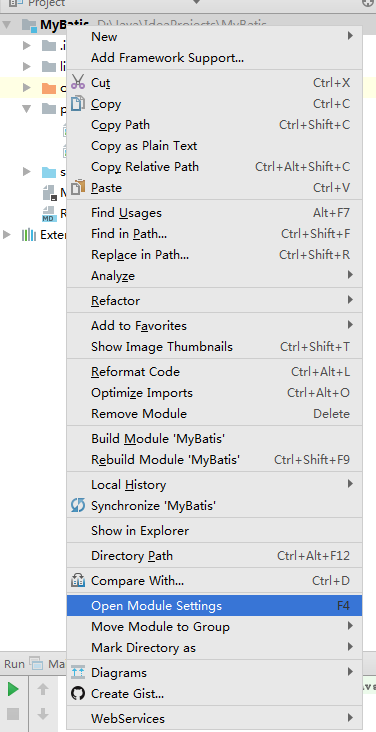 Project
MyBatis D:\Java\IdeaProjects\MyBatis
New
Add Framework Support...
Cut Ctrl+X
Copy Ctrl+C
Copy Path Ctrl+Shift+C
Copy as Plain Text
Copy Relative Path Ctrl+Alt+Shift+C
Paste Ctrl+V
Find Usages Alt+F7
Find in Path... Ctrl+Shift+F
Replace in Path... Ctrl+Shift+R
Analyze
Refactor
Add to Favorites
Show Image Thumbnails Ctrl+Shift+T
Reformat Code Ctrl+Alt+L
Optimize Imports Ctrl+Alt+O
Remove Module Delete
Build Module 'MyBatis'
Rebuild Module 'MyBatis' Ctrl+Shift+F9
Local History
Synchronize 'MyBatis'
Show in Explorer
Directory Path Ctrl+Alt+F12
Compare With... Ctrl+D
Open Module Settings F4
Move Module to Group
Mark Directory as
Diagrams
Create Gist...
WebServices
.i
li
p
s
M
MD R
Exter
Run Ma